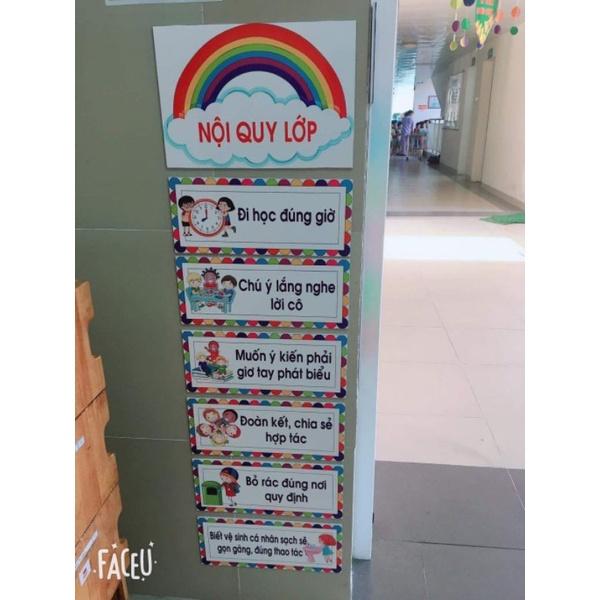 NỘI QUY LỚP
Đi học đúng giờ
Chú ý lắng nghe
lời cô
Muốn ý kiến phải
giơ tay phát biểu
Đoàn kết, chia sẻ
hợp tác
Bỏ rác đúng nơi
quy định
Biết vệ sinh cá nhân sạch sẽ
gọn gàng, đúng thao tác
FACEU